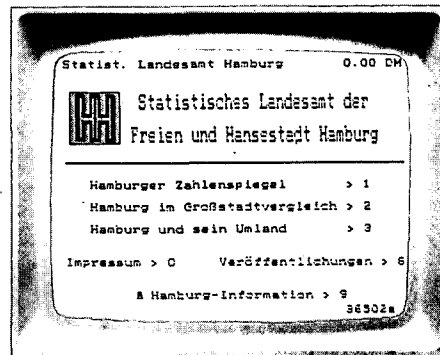 Statist. Landesamt Hamburg 0.00 DM
Statistisches Landesamt der
Freien und Hansestadt Hamburg
Hamburger Zahlenspiegel > 1
Hamburg im Großstadtvergleich > 2
Hamburg und sein Umland > 3
Impressum > 0 Veröffentlichungen > 6
& Hamburg-Information > 9
36502a